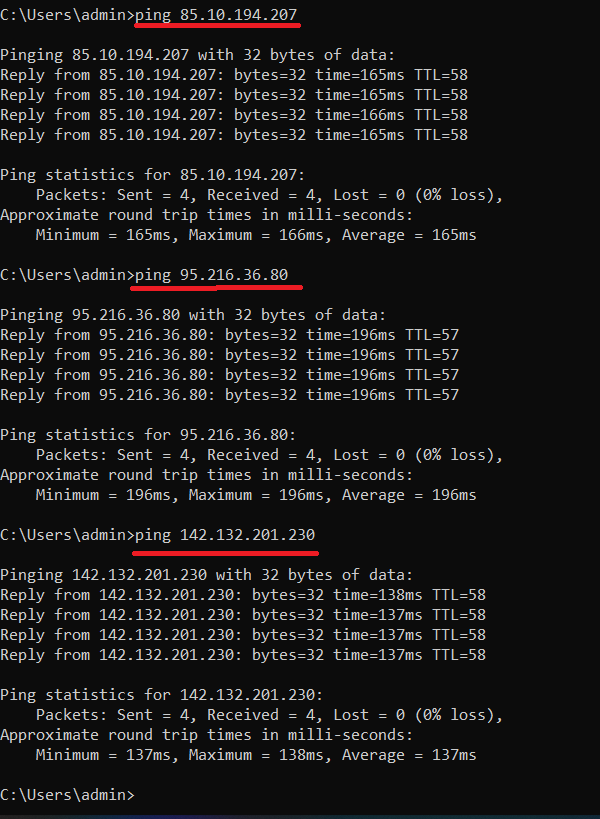 C:\Users\admin>ping 85.10.194.207
Pinging 85.10.194.207 with 32 bytes of data:
Reply from 85.10.194.207: bytes=32 time=165ms TTL=58
Reply from 85.10.194.207: bytes=32 time=165ms TTL=58
Reply from 85.10.194.207: bytes=32 time=166ms TTL=58
Reply from 85.10.194.207: bytes=32 time=165ms TTL=58
Ping statistics for 85.10.194.207:
Packets: Sent = 4, Received = 4, Lost = 0 (0% loss),
Approximate round trip times in milli-seconds:
Minimum = 165ms, Maximum = 166ms, Average = 165ms
C:\Users\admin>ping 95.216.36.80
Pinging 95.216.36.80 with 32 bytes of data:
Reply from 95.216.36.80: bytes=32 time=196ms TTL=57
Reply from 95.216.36.80: bytes=32 time=196ms TTL=57
Reply from 95.216.36.80: bytes=32 time=196ms TTL=57
Reply from 95.216.36.80: bytes=32 time=196ms TTL=57
Ping statistics for 95.216.36.80:
Packets: Sent = 4, Received = 4, Lost = 0 (0% loss),
Approximate round trip times in milli-seconds:
Minimum = 196ms, Maximum = 196ms, Average = 196ms
C:\Users\admin>ping 142.132.201.230
Pinging 142.132.201.230 with 32 bytes of data:
Reply from 142.132.201.230: bytes=32 time=138ms TTL=58
Reply from 142.132.201.230: bytes=32 time=137ms TTL=58
Reply from 142.132.201.230: bytes=32 time=137ms TTL=58
Reply from 142.132.201.230: bytes=32 time=137ms TTL=58
Ping statistics for 142.132.201.230:
Packets: Sent = 4, Received = 4, Lost = 0 (0% loss),
Approximate round trip times in milli-seconds:
Minimum = 137ms, Maximum = 138ms, Average = 137ms
C:\Users\admin>